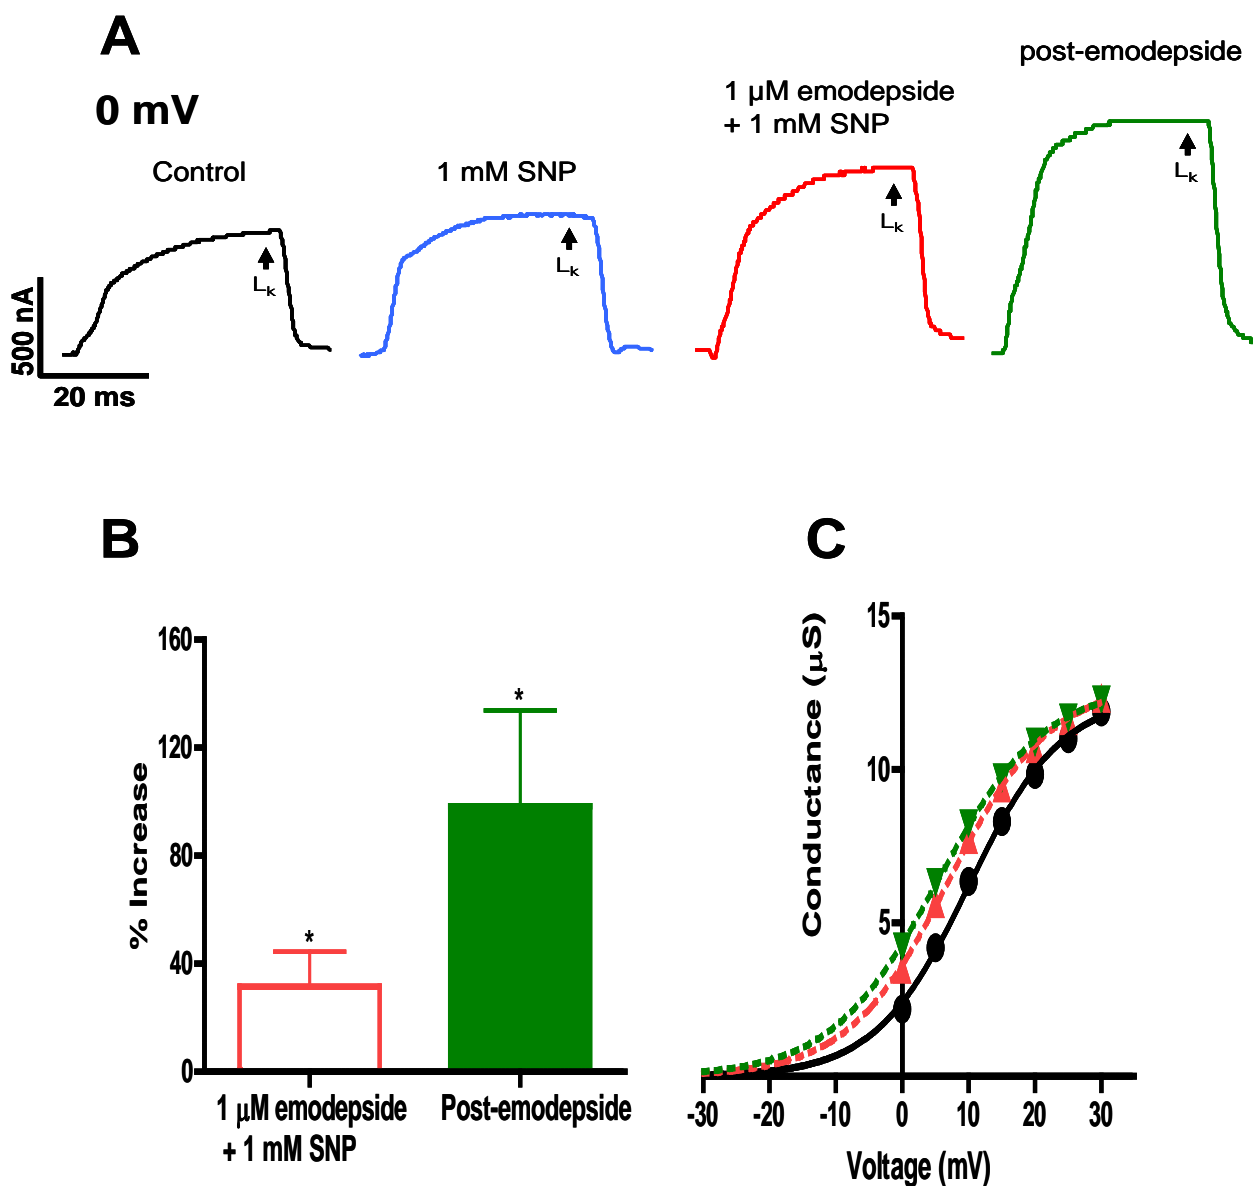 A
0 mV
Control
1 mM SNP
1 µM emodepside
+ 1 mM SNP
post-emodepside
Lk
Lk
Lk
Lk
500 nA
20 ms
B
% Increase
160
120
80
40
0
*
*
1 µM emodepside
+ 1 mM SNP
Post-emodepside
C
Conductance (µS)
15
10
5
-30
-20
-10
0
10
20
30
Voltage (mV)